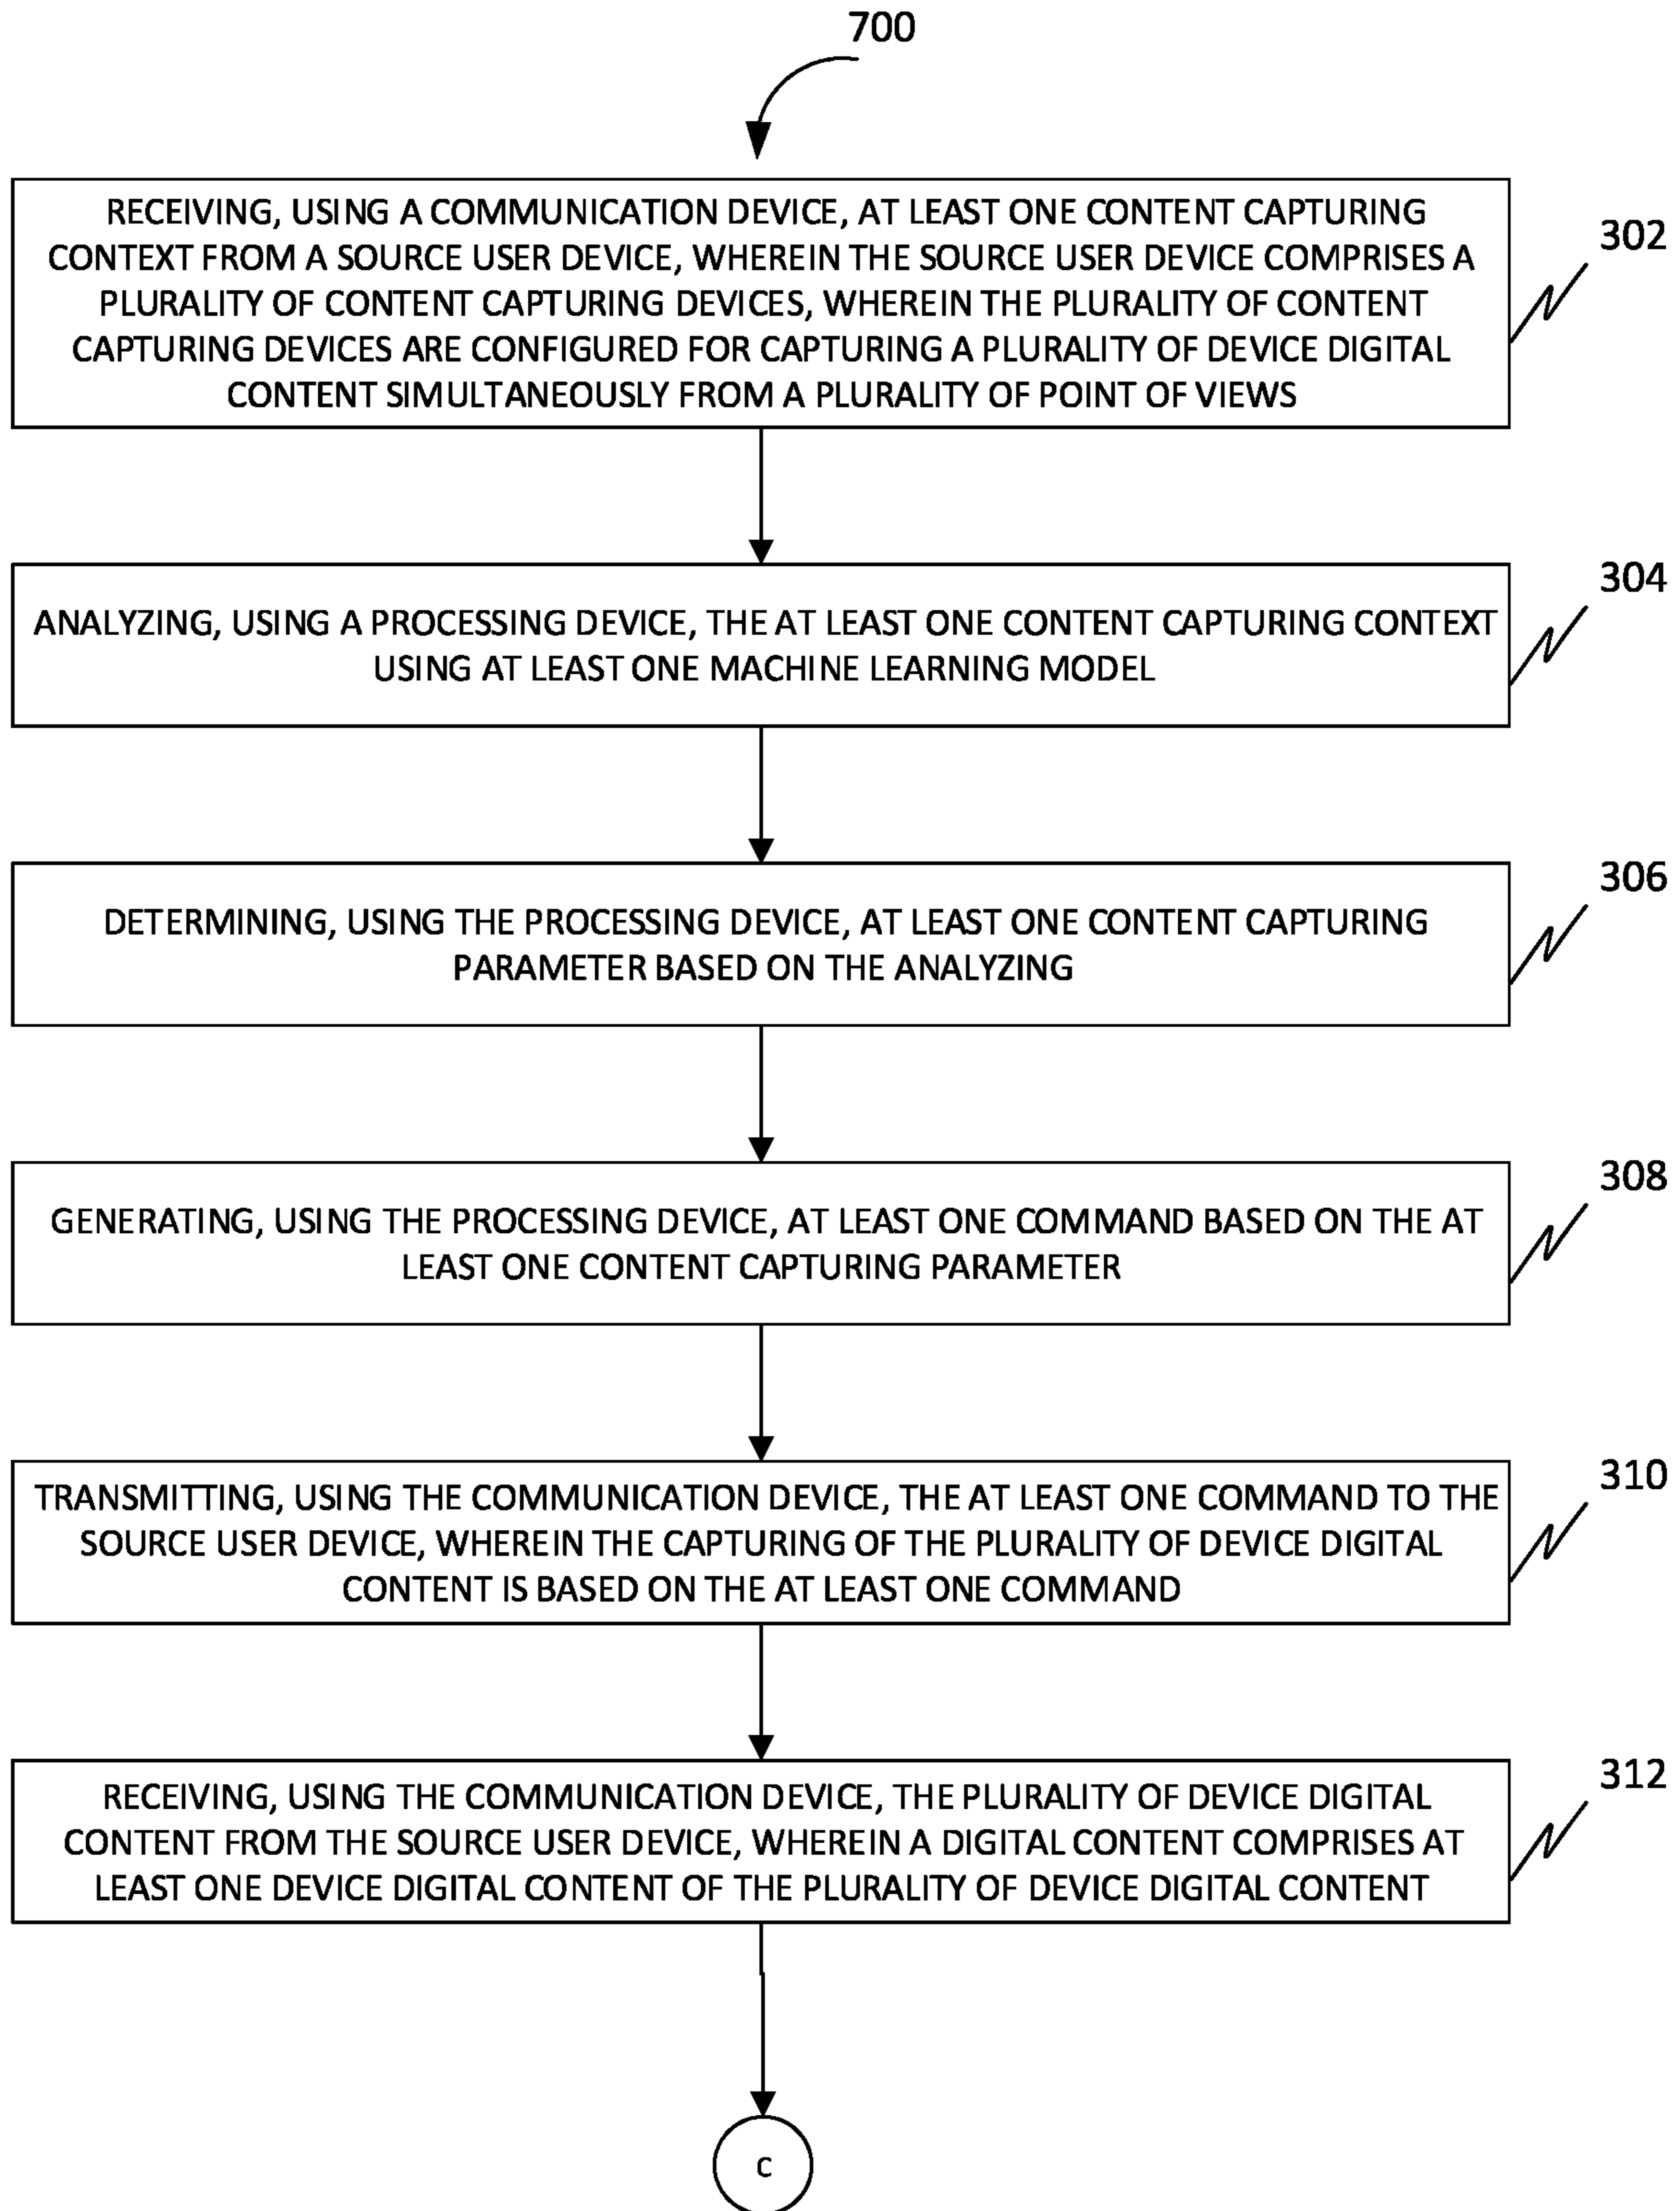 700
RECEIVING, USING A COMMUNICATION DEVICE, AT LEAST ONE CONTENT CAPTURING
CONTEXT FROM A SOURCE USER DEVICE, WHEREIN THE SOURCE USER DEVICE COMPRISES A
PLURALITY OF CONTENT CAPTURING DEVICES, WHEREIN THE PLURALITY OF CONTENT
CAPTURING DEVICES ARE CONFIGURED FOR CAPTURING A PLURALITY OF DEVICE DIGITAL
CONTENT SIMULTANEOUSLY FROM A PLURALITY OF POINT OF VIEWS
302
ANALYZING, USING A PROCESSING DEVICE, THE AT LEAST ONE CONTENT CAPTURING CONTEXT
USING AT LEAST ONE MACHINE LEARNING MODEL
304
DETERMINING, USING THE PROCESSING DEVICE, AT LEAST ONE CONTENT CAPTURING
PARAMETER BASED ON THE ANALYZING
306
GENERATING, USING THE PROCESSING DEVICE, AT LEAST ONE COMMAND BASED ON THE AT
LEAST ONE CONTENT CAPTURING PARAMETER
308
TRANSMITTING, USING THE COMMUNICATION DEVICE, THE AT LEAST ONE COMMAND TO THE
SOURCE USER DEVICE, WHEREIN THE CAPTURING OF THE PLURALITY OF DEVICE DIGITAL
CONTENT IS BASED ON THE AT LEAST ONE COMMAND
310
RECEIVING, USING THE COMMUNICATION DEVICE, THE PLURALITY OF DEVICE DIGITAL
CONTENT FROM THE SOURCE USER DEVICE, WHEREIN A DIGITAL CONTENT COMPRISES AT
LEAST ONE DEVICE DIGITAL CONTENT OF THE PLURALITY OF DEVICE DIGITAL CONTENT
312
C